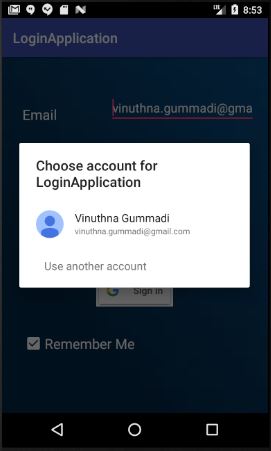 8:53
LoginApplication
Email
vinuthna.gummadi@gma
Choose account for
LoginApplication
Vinuthna Gummadi
vinuthna.gummadi@gmail.com
Use another account
Sign in
Remember Me